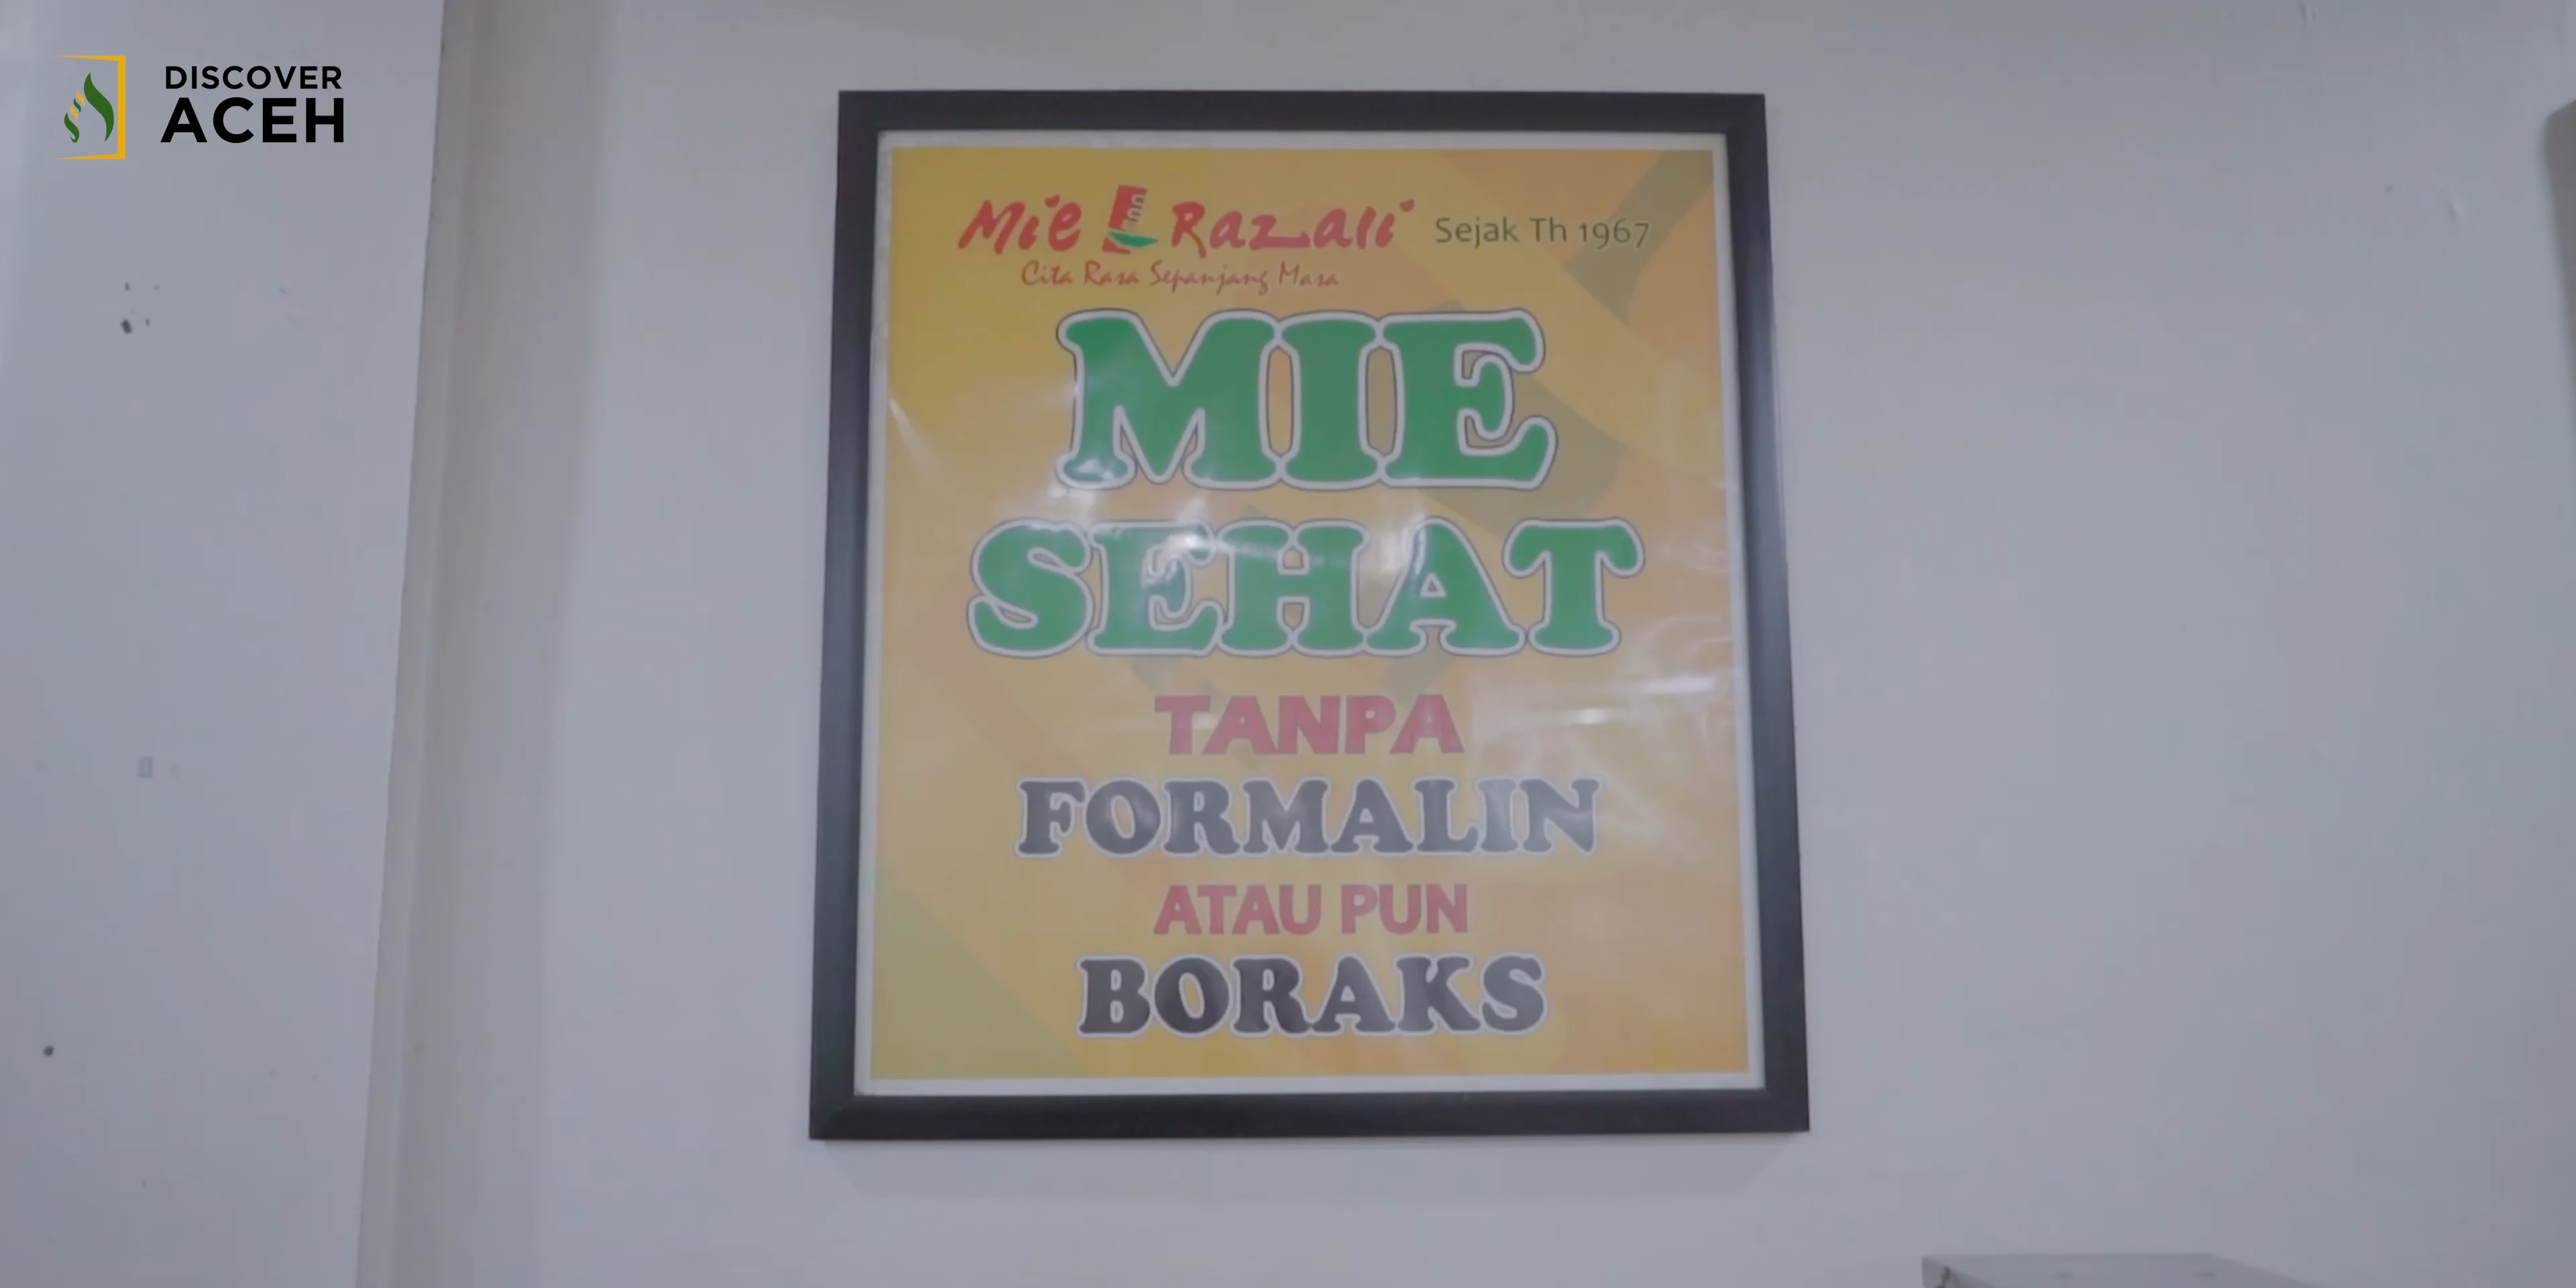 DISCOVER
ACEH
Mie Razali Sejak Th 1967
Cita Rasa Sepanjang Masa
MIE
SEHAT
TANPA
FORMALIN
ATAU PUN
BORAKS